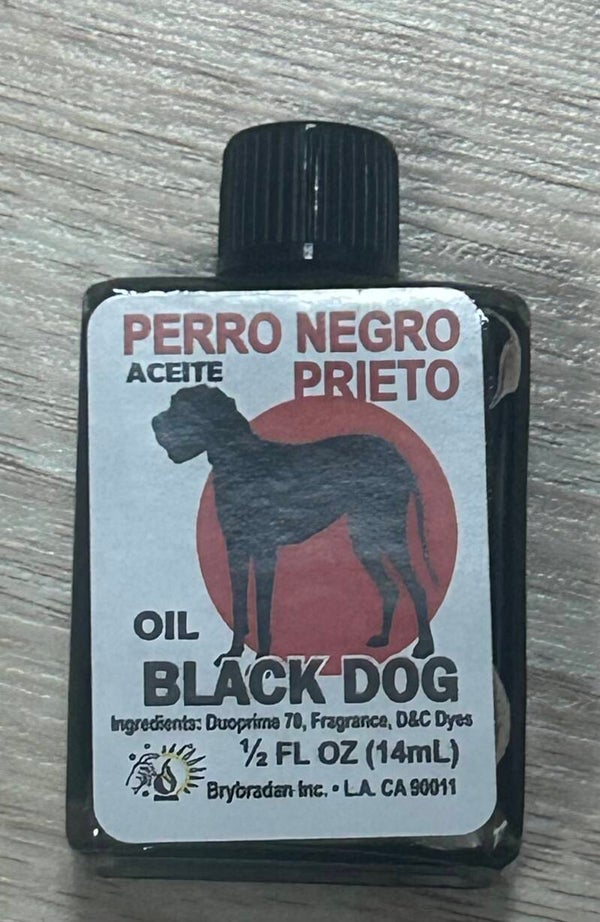 PERRO NEGRO
ACEITE PRIETO
OIL
BLACK DOG
Ingredients: Duoprime 70, Fragrance, D&C Dyes
½ FL OZ (14mL)
Brybradan Inc. • L.A. CA 90011